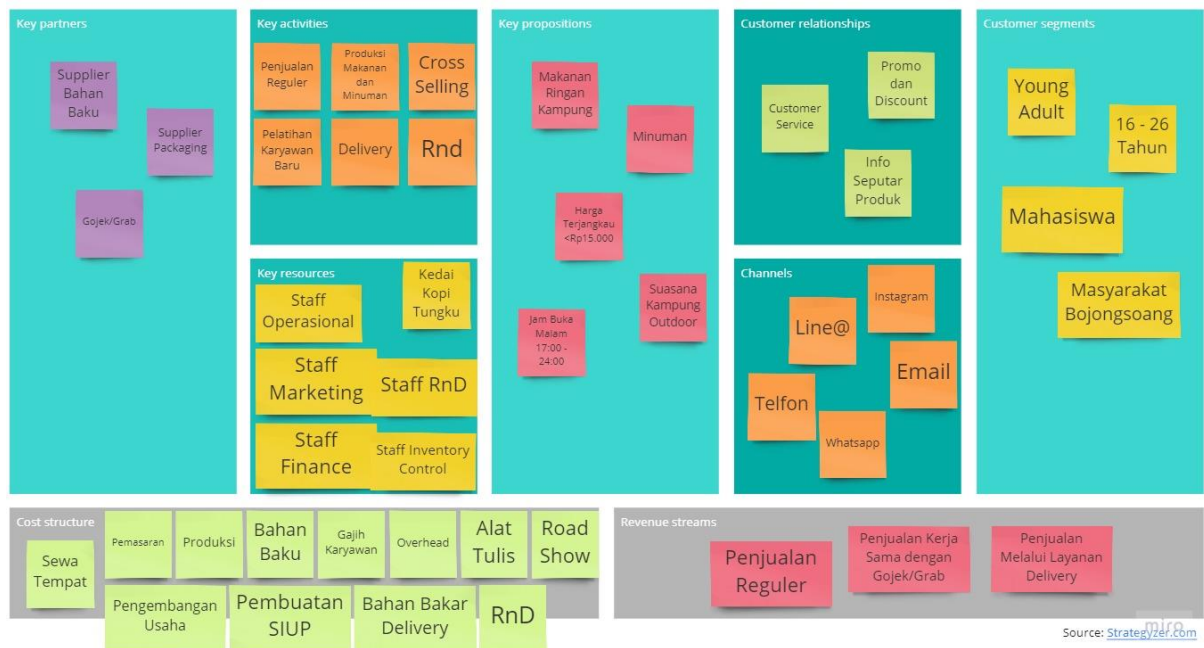 Key partners
Supplier
Bahan
Baku
Supplier
Packaging
Gojek/Grab
Key activities
Penjualan
Reguler
Produksi
Makanan
dan
Minuman
Cross
Selling
Pelatihan
Karyawan
Baru
Delivery
Rnd
Key resources
Kedai
Kopi
Tungku
Staff
Operasional
Staff
Marketing
Staff RnD
Staff
Finance
Staff Inventory
Control
Key propositions
Makanan
Ringan
Kampung
Minuman
Harga
Terjangkau
<Rp15.000
Suasana
Kampung
Outdoor
Jam Buka
Malam
17:00 -
24:00
Customer relationships
Promo
dan
Discount
Customer
Service
Info
Seputar
Produk
Channels
Instagram
Line@
Email
Telfon
Whatsapp
Customer segments
Young
Adult
16 - 26
Tahun
Mahasiswa
Masyarakat
Bojongsoang
Cost structure
Sewa
Tempat
Pemasaran
Produksi
Bahan
Baku
Gajih
Karyawan
Overhead
Alat
Tulis
Road
Show
Pengembangan
Usaha
Pembuatan
SIUP
Bahan Bakar
Delivery
RnD
Revenue streams
Penjualan
Reguler
Penjualan Kerja
Sama dengan
Gojek/Grab
Penjualan
Melalui Layanan
Delivery
miro
Source: Strategyzer.com